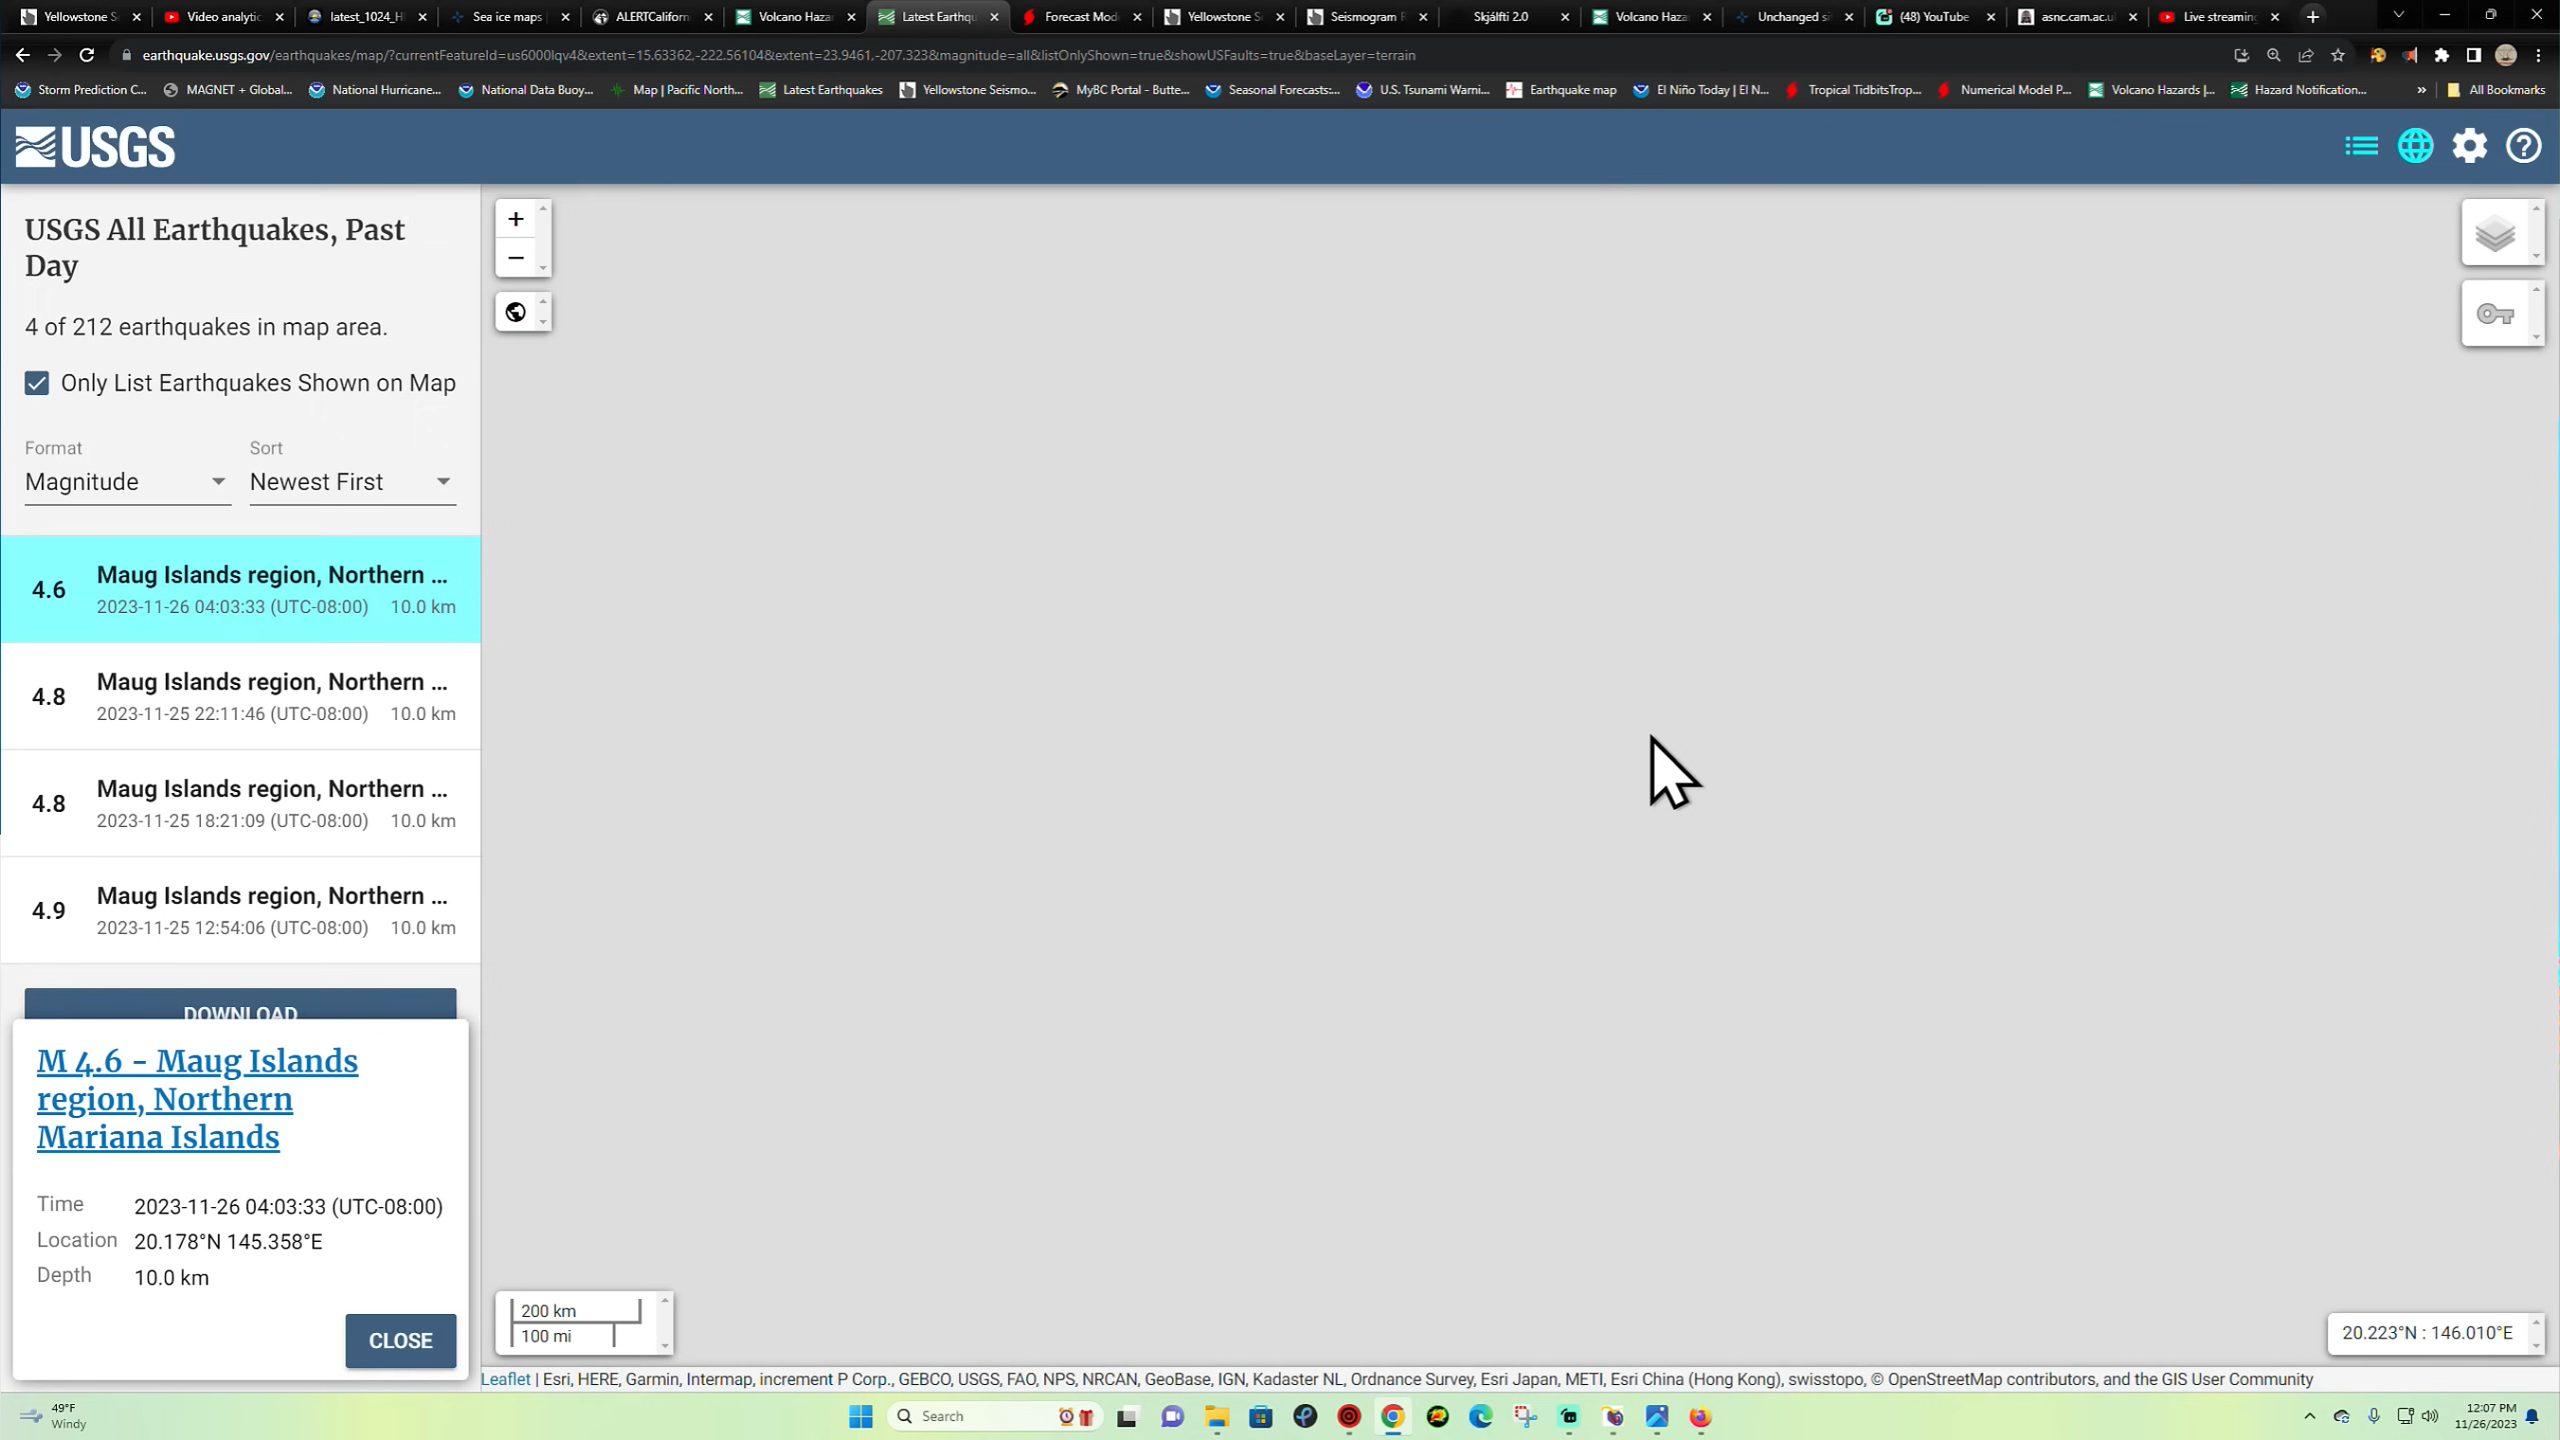 Yellowstone S
Video analytic
latest_1024_H
Sea ice maps
ALERTCaliforn
Volcano Haza
Latest Earthqu
Forecast Mod
Yellowstone S
Seismogram
Skjálfti 2.0
Volcano Haza
Unchanged si
(48) YouTube
asnc.cam.ac.u
Live streaming
earthquake.usgs.gov/earthquakes/map/?currentFeatureId=us6000lqv4&extent=15.63362,-222.56104&extent=23.9461,-207.323&magnitude=all&listOnlyShown=true&showUSFaults=true&baseLayer=terrain
Storm Prediction C...
MAGNET + Global...
National Hurricane...
National Data Buoy...
Map | Pacific North...
Latest Earthquakes
Yellowstone Seismo...
MyBC Portal - Butte...
Seasonal Forecasts:...
U.S. Tsunami Warni...
Earthquake map
El Niño Today | El N...
Tropical TidbitsTrop...
Numerical Model P...
Volcano Hazards |...
Hazard Notification...
»
All Bookmarks
USGS
USGS All Earthquakes, Past
Day
4 of 212 earthquakes in map area.
Only List Earthquakes Shown on Map
Format Sort
Magnitude Newest First
4.6 Maug Islands region, Northern ...
2023-11-26 04:03:33 (UTC-08:00) 10.0 km
4.8 Maug Islands region, Northern ...
2023-11-25 22:11:46 (UTC-08:00) 10.0 km
4.8 Maug Islands region, Northern ...
2023-11-25 18:21:09 (UTC-08:00) 10.0 km
4.9 Maug Islands region, Northern ...
2023-11-25 12:54:06 (UTC-08:00) 10.0 km
DOWNLOAD
M 4.6 - Maug Islands
region, Northern
Mariana Islands
Time 2023-11-26 04:03:33 (UTC-08:00)
Location 20.178°N 145.358°E
Depth 10.0 km
CLOSE
+
−
200 km
100 mi
20.223°N : 146.010°E
Leaflet | Esri, HERE, Garmin, Intermap, increment P Corp., GEBCO, USGS, FAO, NPS, NRCAN, GeoBase, IGN, Kadaster NL, Ordnance Survey, Esri Japan, METI, Esri China (Hong Kong), swisstopo, © OpenStreetMap contributors, and the GIS User Community
49°F
Windy
Search
12:07 PM
11/26/2023